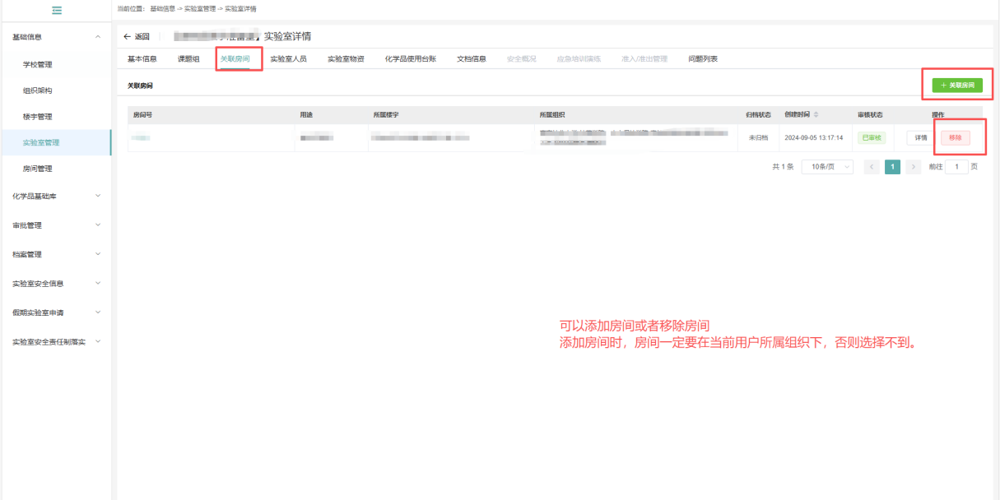 当前位置： 基础信息 -> 实验室管理 -> 实验室详情
基础信息
学校管理
组织架构
楼宇管理
实验室管理
房间管理
化学品基础库
审批管理
档案管理
实验室安全信息
假期实验室申请
实验室安全责任制落实
← 返回 】实验室详情
基本信息 课题组 关联房间 实验室人员 实验室物资 化学品使用台账 文档信息 安全概况 应急培训演练 准入/准出管理 问题列表
关联房间 + 关联房间
房间号 用途 所属楼宇 所属组织 归档状态 创建时间 审核状态 操作
未归档 2024-09-05 13:17:14 已审核 详情 移除
共 1 条 10条/页 < 1 > 前往 1 页
可以添加房间或者移除房间
添加房间时，房间一定要在当前用户所属组织下，否则选择不到。